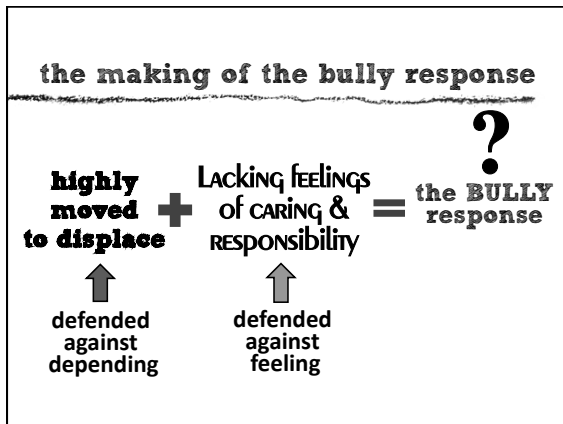 the making of the bully response
?
highly
moved
to displace
+
LACKING fEELINGS
of CARING &
RESPONSIBILITY
=
the BULLY
response
defended
against
depending
defended
against
feeling